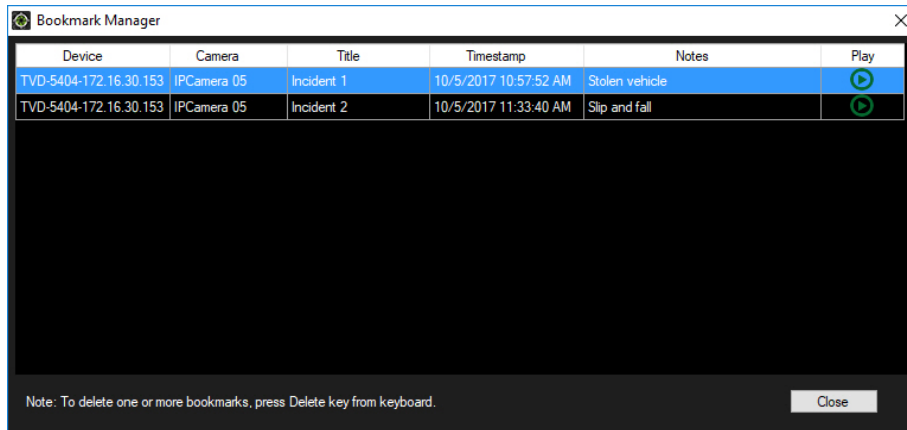 Bookmark Manager
Device Camera Title Timestamp Notes Play
TVD-5404-172.16.30.153 IPCamera 05 Incident 1 10/5/2017 10:57:52 AM Stolen vehicle
TVD-5404-172.16.30.153 IPCamera 05 Incident 2 10/5/2017 11:33:40 AM Slip and fall
Note: To delete one or more bookmarks, press Delete key from keyboard. Close